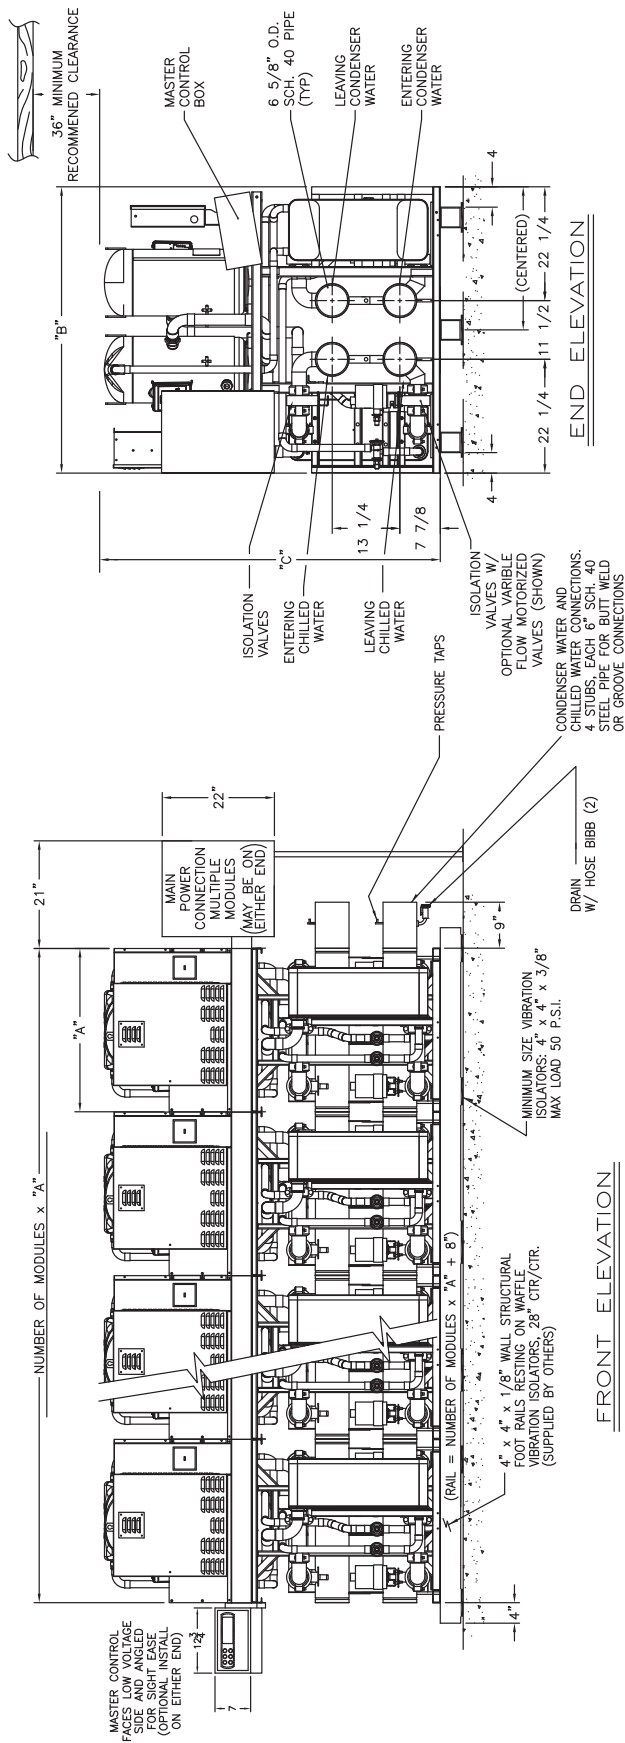 MASTER CONTROL
FACES LOW VOLTAGE
SIDE AND ANGLED
FOR SIGHT EASE
(OPTIONAL INSTALL
ON EITHER END)
7
12 3/4
NUMBER OF MODULES x "A"
"A"
21"
22"
MAIN
POWER
CONNECTION
MULTIPLE
MODULES
(MAY BE ON)
(EITHER END)
PRESSURE TAPS
9"
4"
(RAIL = NUMBER OF MODULES x "A" + 8")
4" x 4" x 1/8" WALL STRUCTURAL
FOOT RAILS RESTING ON WAFFLE
VIBRATION ISOLATORS, 28" CTR/CTR.
(SUPPLIED BY OTHERS)
MINIMUM SIZE VIBRATION
ISOLATORS: 4" x 4" x 3/8"
MAX LOAD 50 P.S.I.
DRAIN
W/ HOSE BIBB (2)
CONDENSER WATER AND
CHILLED WATER CONNECTIONS.
4 STUBS, EACH 6" SCH. 40
STEEL PIPE FOR BUTT WELD
OR GROOVE CONNECTIONS
FRONT ELEVATION
36" MINIMUM
RECOMMENED CLEARANCE
"B"
"C"
MASTER
CONTROL
BOX
6 5/8" O.D.
SCH. 40 PIPE
(TYP)
LEAVING
CONDENSER
WATER
ENTERING
CONDENSER
WATER
ISOLATION
VALVES
ENTERING
CHILLED
WATER
LEAVING
CHILLED
WATER
ISOLATION
VALVES W/
OPTIONAL VARIBLE
FLOW MOTORIZED
VALVES (SHOWN)
13 1/4
7 7/8
4
4
(CENTERED)
22 1/4
11 1/2
22 1/4
END ELEVATION